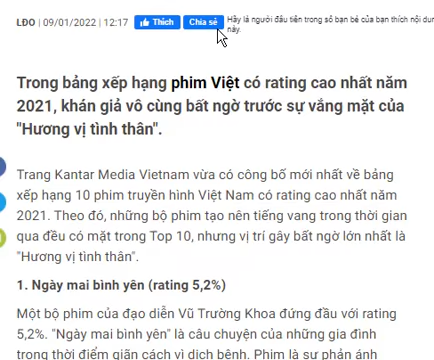 LĐO | 09/01/2022 | 12:17 Thích Chia sẻ Hãy là người đầu tiên trong số bạn bè của bạn thích nội dun
này.
Trong bảng xếp hạng phim Việt có rating cao nhất năm
2021, khán giả vô cùng bất ngờ trước sự vắng mặt của
"Hương vị tình thân".
Trang Kantar Media Vietnam vừa có công bố mới nhất về bảng
xếp hạng 10 phim truyền hình Việt Nam có rating cao nhất năm
2021. Theo đó, những bộ phim tạo nên tiếng vang trong thời gian
qua đều có mặt trong Top 10, nhưng vị trí gây bất ngờ lớn nhất là
"Hương vị tình thân".
1. Ngày mai bình yên (rating 5,2%)
Một bộ phim của đạo diễn Vũ Trường Khoa đứng đầu với rating
5,2%. "Ngày mai bình yên" là câu chuyện của những gia đình
trong thời điểm giãn cách vì dịch bệnh. Phim là sự phản ánh